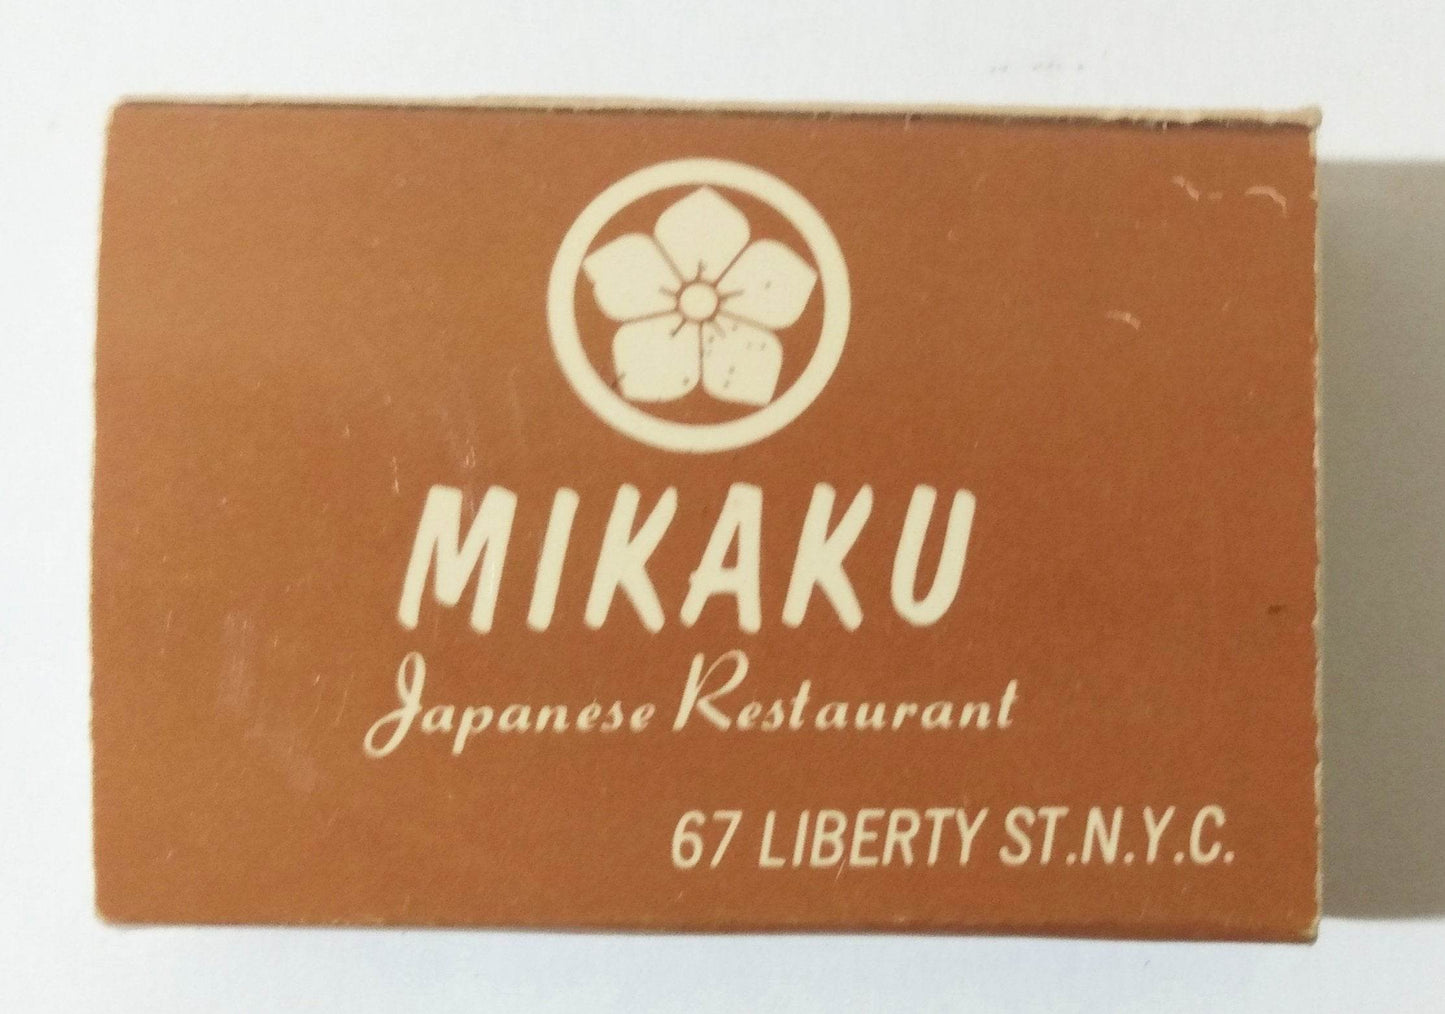 MIKAKU
Japanese Restaurant
67 LIBERTY ST.N.Y.C.